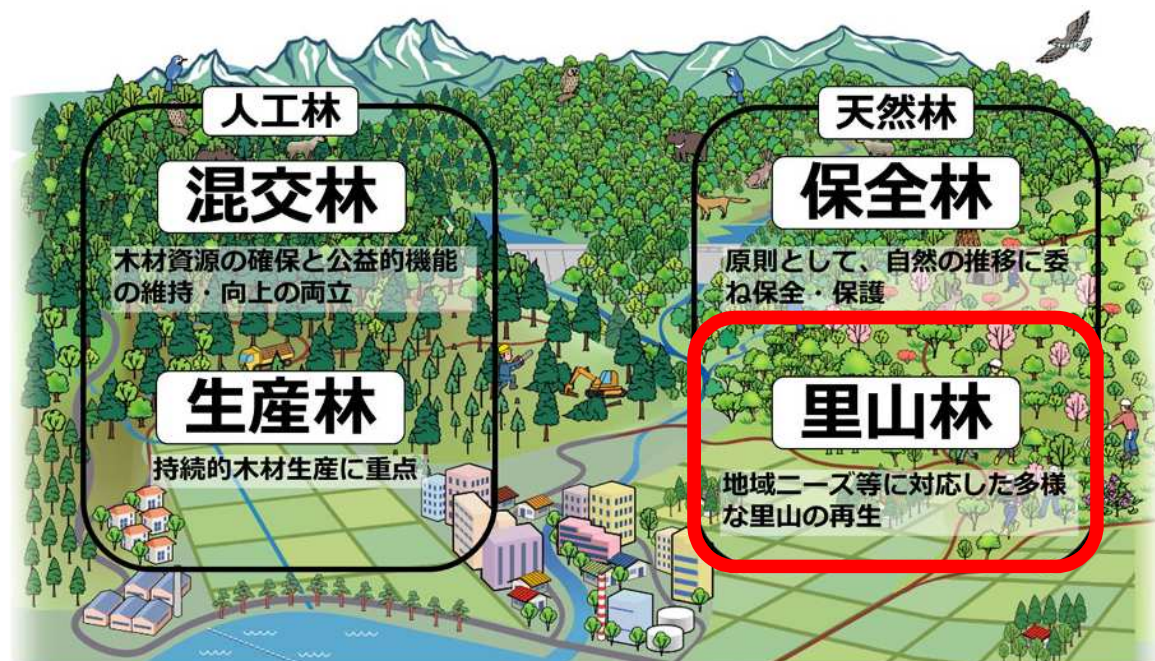 人工林
混交林
木材資源の確保と公益的機能
の維持・向上の両立
生産林
持続的木材生産に重点
天然林
保全林
原則として、自然の推移に委
ね保全・保護
里山林
地域ニーズ等に対応した多様
な里山の再生